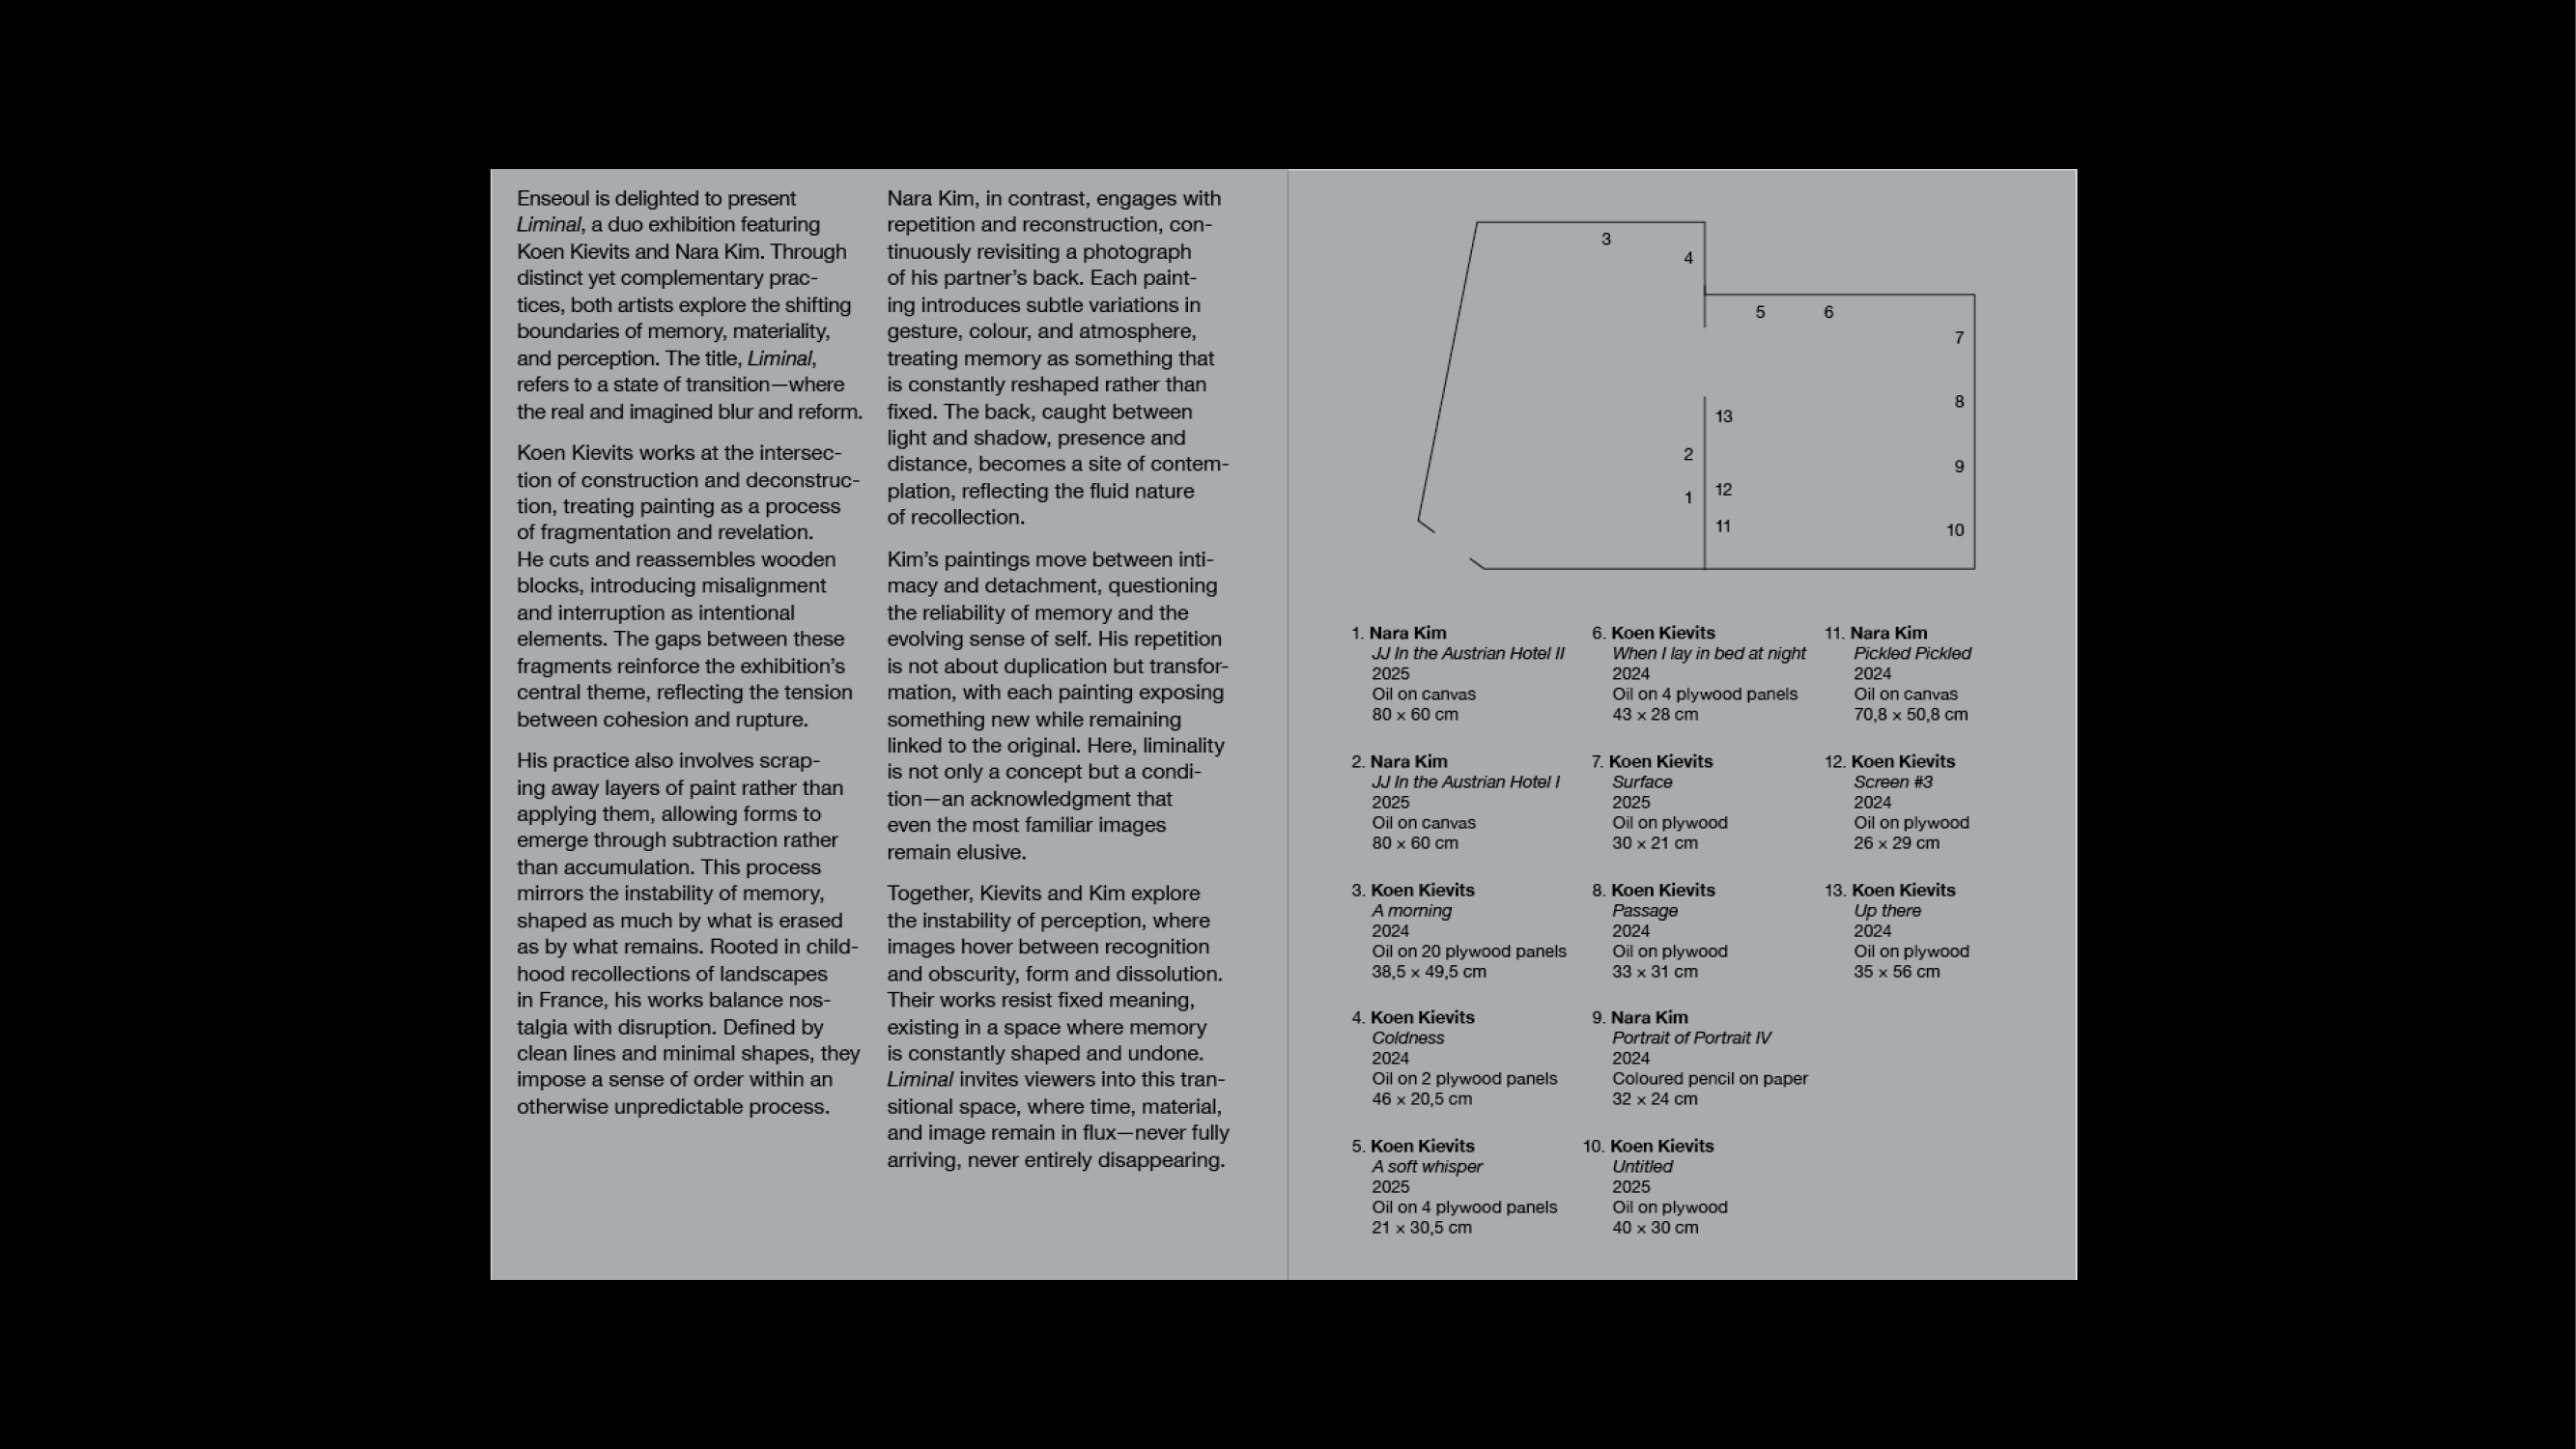 Enseoul is delighted to present
Liminal, a duo exhibition featuring
Koen Kievits and Nara Kim. Through
distinct yet complementary prac-
tices, both artists explore the shifting
boundaries of memory, materiality,
and perception. The title, Liminal,
refers to a state of transition—where
the real and imagined blur and reform.
Koen Kievits works at the intersec-
tion of construction and deconstruc-
tion, treating painting as a process
of fragmentation and revelation.
He cuts and reassembles wooden
blocks, introducing misalignment
and interruption as intentional
elements. The gaps between these
fragments reinforce the exhibition’s
central theme, reflecting the tension
between cohesion and rupture.
His practice also involves scrap-
ing away layers of paint rather than
applying them, allowing forms to
emerge through subtraction rather
than accumulation. This process
mirrors the instability of memory,
shaped as much by what is erased
as by what remains. Rooted in child-
hood recollections of landscapes
in France, his works balance nos-
talgia with disruption. Defined by
clean lines and minimal shapes, they
impose a sense of order within an
otherwise unpredictable process.
Nara Kim, in contrast, engages with
repetition and reconstruction, con-
tinuously revisiting a photograph
of his partner’s back. Each paint-
ing introduces subtle variations in
gesture, colour, and atmosphere,
treating memory as something that
is constantly reshaped rather than
fixed. The back, caught between
light and shadow, presence and
distance, becomes a site of contem-
plation, reflecting the fluid nature
of recollection.
Kim’s paintings move between inti-
macy and detachment, questioning
the reliability of memory and the
evolving sense of self. His repetition
is not about duplication but transfor-
mation, with each painting exposing
something new while remaining
linked to the original. Here, liminality
is not only a concept but a condi-
tion—an acknowledgment that
even the most familiar images
remain elusive.
Together, Kievits and Kim explore
the instability of perception, where
images hover between recognition
and obscurity, form and dissolution.
Their works resist fixed meaning,
existing in a space where memory
is constantly shaped and undone.
Liminal invites viewers into this tran-
sitional space, where time, material,
and image remain in flux—never fully
arriving, never entirely disappearing.
3
4
5
6
7
8
13
2
9
12
1
11
10
1. Nara Kim
JJ In the Austrian Hotel II
2025
Oil on canvas
80 × 60 cm
2. Nara Kim
JJ In the Austrian Hotel I
2025
Oil on canvas
80 × 60 cm
3. Koen Kievits
A morning
2024
Oil on 20 plywood panels
38,5 × 49,5 cm
4. Koen Kievits
Coldness
2024
Oil on 2 plywood panels
46 × 20,5 cm
5. Koen Kievits
A soft whisper
2025
Oil on 4 plywood panels
21 × 30,5 cm
6. Koen Kievits
When I lay in bed at night
2024
Oil on 4 plywood panels
43 × 28 cm
7. Koen Kievits
Surface
2025
Oil on plywood
30 × 21 cm
8. Koen Kievits
Passage
2024
Oil on plywood
33 × 31 cm
9. Nara Kim
Portrait of Portrait IV
2024
Coloured pencil on paper
32 × 24 cm
10. Koen Kievits
Untitled
2025
Oil on plywood
40 × 30 cm
11. Nara Kim
Pickled Pickled
2024
Oil on canvas
70,8 × 50,8 cm
12. Koen Kievits
Screen #3
2024
Oil on plywood
26 × 29 cm
13. Koen Kievits
Up there
2024
Oil on plywood
35 × 56 cm